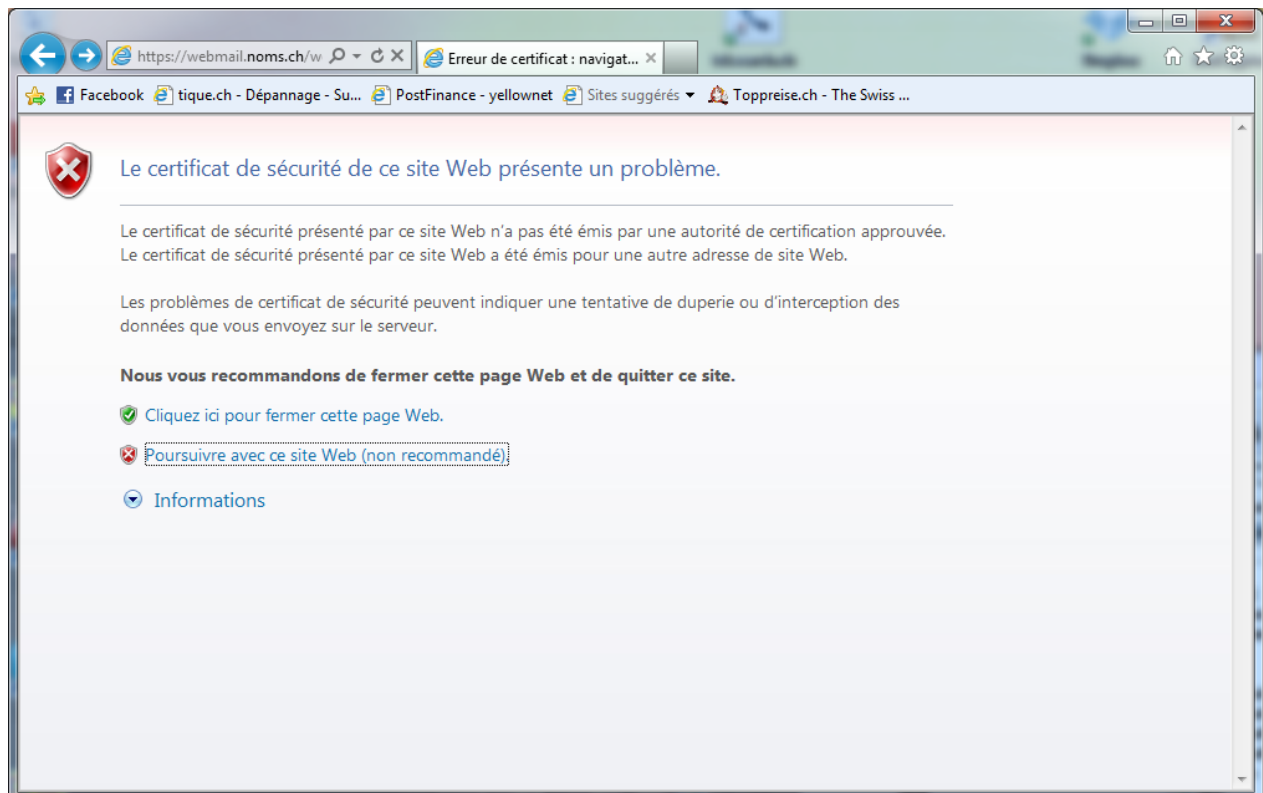 https://webmail.noms.ch/w
Erreur de certificat : navigat...
Facebook
tique.ch - Dépannage - Su...
PostFinance - yellownet
Sites suggérés
Toppreise.ch - The Swiss ...
Le certificat de sécurité de ce site Web présente un problème.
Le certificat de sécurité présenté par ce site Web n'a pas été émis par une autorité de certification approuvée.
Le certificat de sécurité présenté par ce site Web a été émis pour une autre adresse de site Web.
Les problèmes de certificat de sécurité peuvent indiquer une tentative de duperie ou d'interception des
données que vous envoyez sur le serveur.
Nous vous recommandons de fermer cette page Web et de quitter ce site.
Cliquez ici pour fermer cette page Web.
Poursuivre avec ce site Web (non recommandé).
Informations